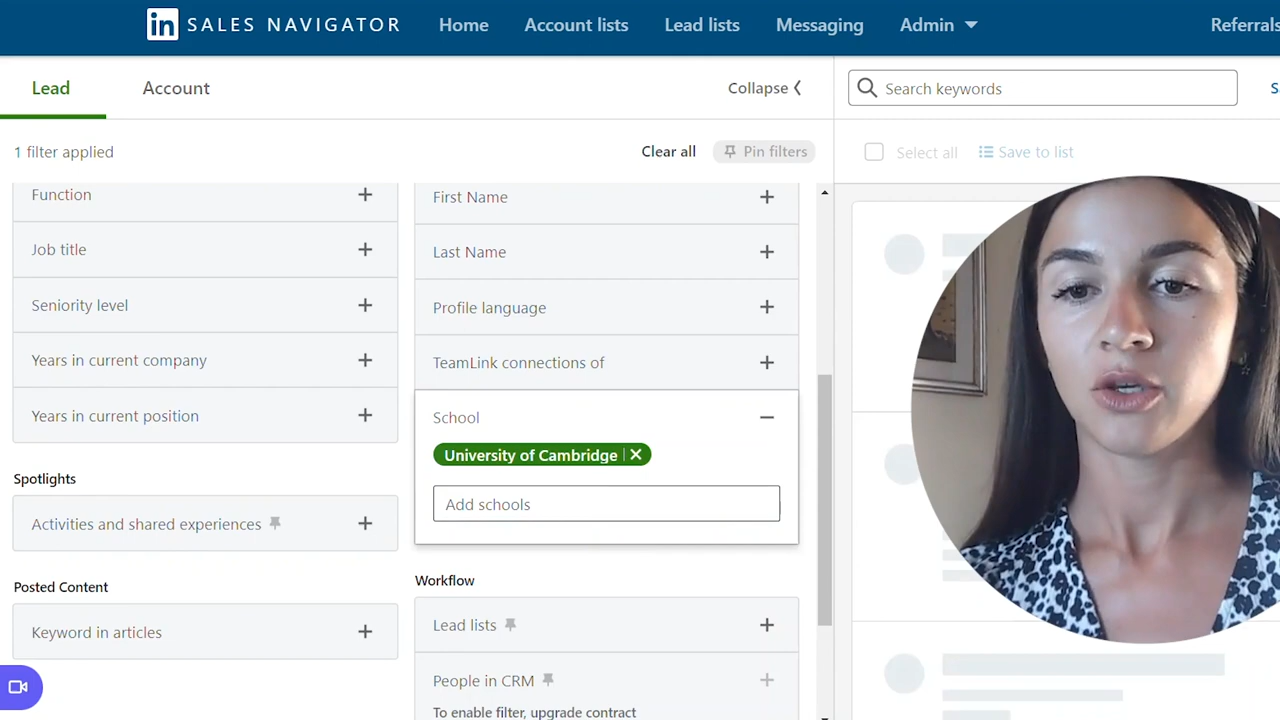 in SALES NAVIGATOR Home Account lists Lead lists Messaging Admin Referrals
Lead Account Collapse
Search keywords
1 filter applied Clear all Pin filters
Select all Save to list
Function
Job title
Seniority level
Years in current company
Years in current position
Spotlights
Activities and shared experiences
Posted Content
Keyword in articles
First Name
Last Name
Profile language
TeamLink connections of
School
University of Cambridge
Add schools
Workflow
Lead lists
People in CRM
To enable filter, upgrade contract